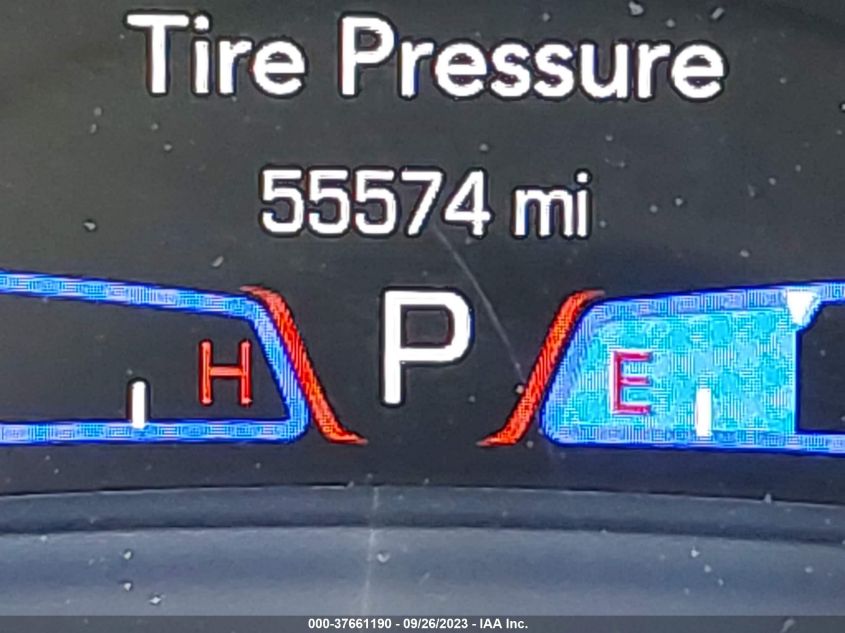 Tire Pressure
55574 mi
H P E
000-37661190 - 09/26/2023 - IAA Inc.